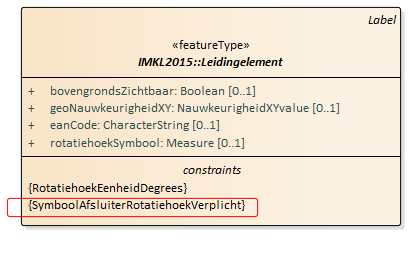 Label
«featureType»
IMKL2015::Leidingelement
+ bovengrondsZichtbaar: Boolean [0..1]
+ geoNauwkeurigheidXY: NauwkeurigheidXYvalue [0..1]
+ eanCode: CharacterString [0..1]
+ rotatiehoekSymbool: Measure [0..1]
constraints
{RotatiehoekEenheidDegrees}
{SymboolAfsluiterRotatiehoekVerplicht}